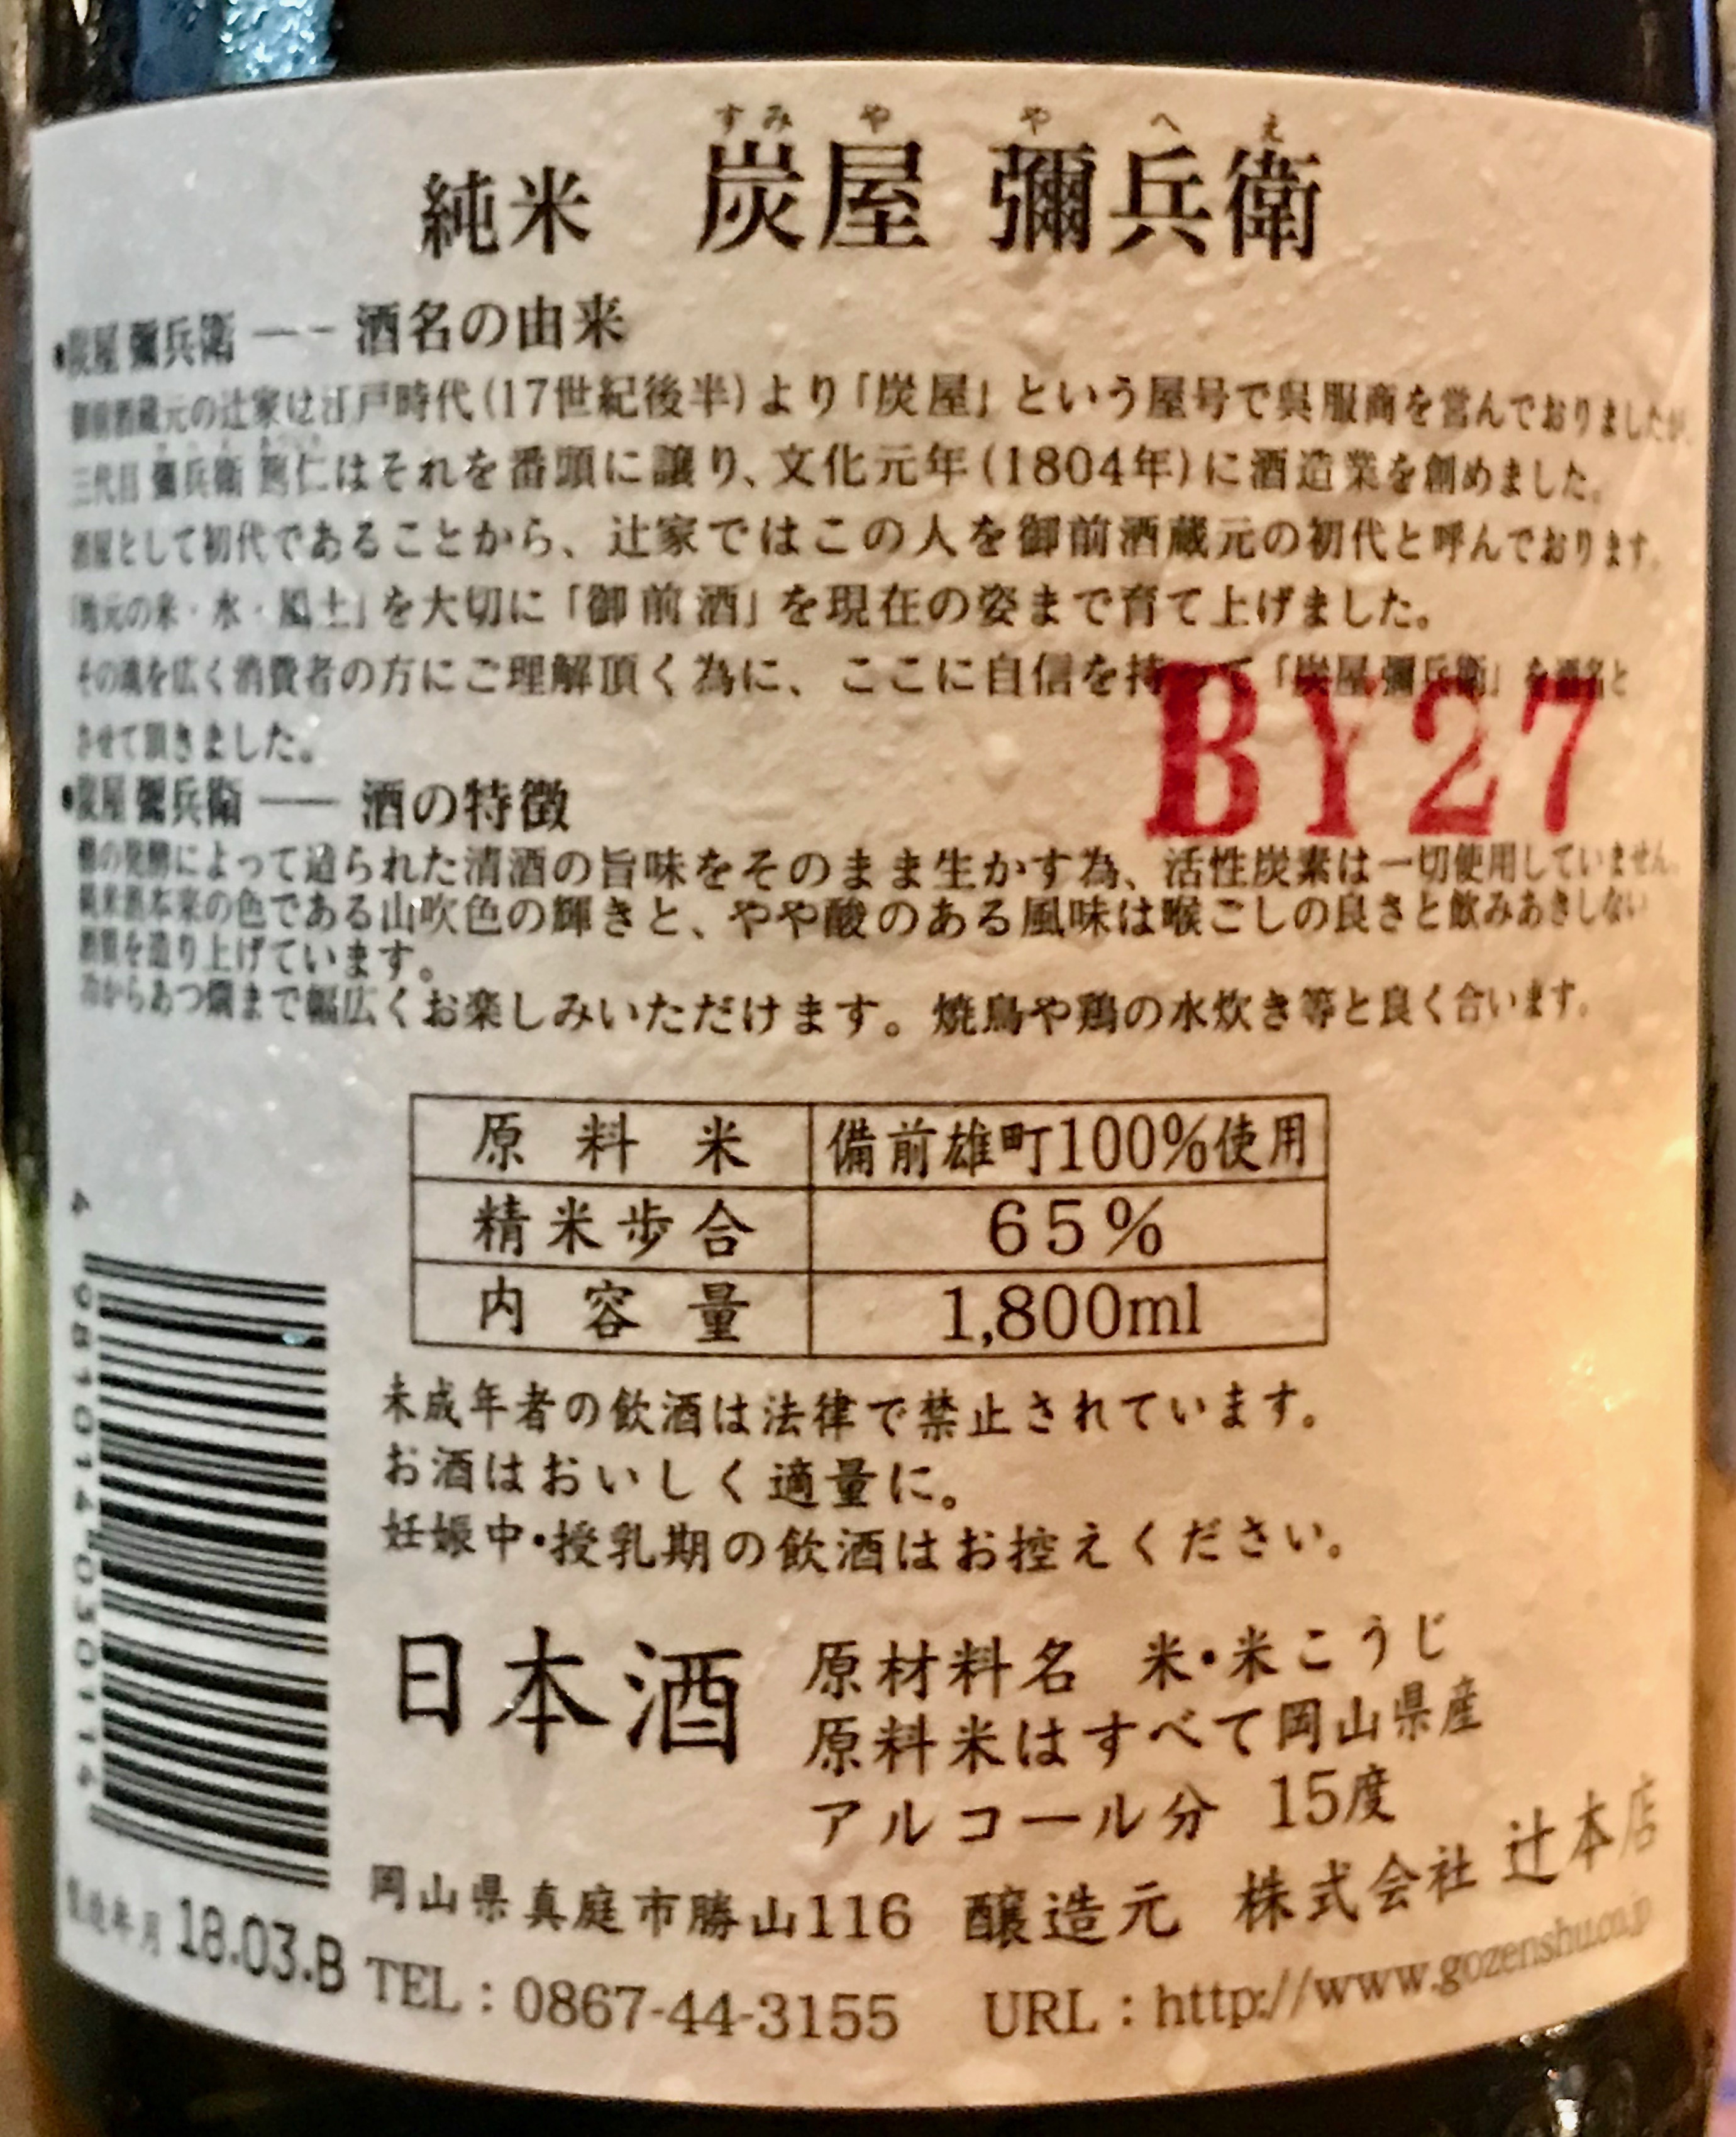 すみ や や へ え
純米 炭屋 彌兵衛
•炭屋 彌兵衛 —— 酒名の由来
御前酒蔵元の辻家は江戸時代(17世紀後半)より「炭屋」という屋号で呉服商を営んでおりましたが、
三代目 彌兵衛 仁はそれを番頭に譲り、文化元年(1804年)に酒造業を創めました。
酒屋として初代であることから、辻家ではこの人を御前酒蔵元の初代と呼んでおります。
「地元の米・水・風土」を大切に「御前酒」を現在の姿まで育て上げました。
その魂を広く消費者の方にご理解頂く為に、ここに自信を持って「炭屋彌兵衛」を酒名と
させて頂きました。
BY27
•炭屋 彌兵衛 —— 酒の特徴
の発酵によって造られた清酒の旨味をそのまま生かす為、活性炭素は一切使用していません。
純米酒本来の色である山吹色の輝きと、やや酸のある風味は喉ごしの良さと飲みあきしない
酒質を造り上げています。
冷からあつ燗まで幅広くお楽しみいただけます。焼鳥や鶏の水炊き等と良く合います。
原料米 備前雄町100%使用
精米歩合 65%
内容量 1,800ml
未成年者の飲酒は法律で禁止されています。
お酒はおいしく適量に。
妊娠中・授乳期の飲酒はお控えください。
4 981014 030114
日本酒
原材料名 米・米こうじ
原料米はすべて岡山県産
アルコール分 15度
岡山県真庭市勝山116 醸造元 株式会社 辻本店
製造年月 18.03.B
TEL：0867-44-3155 URL：http://www.gozenshu.co.jp